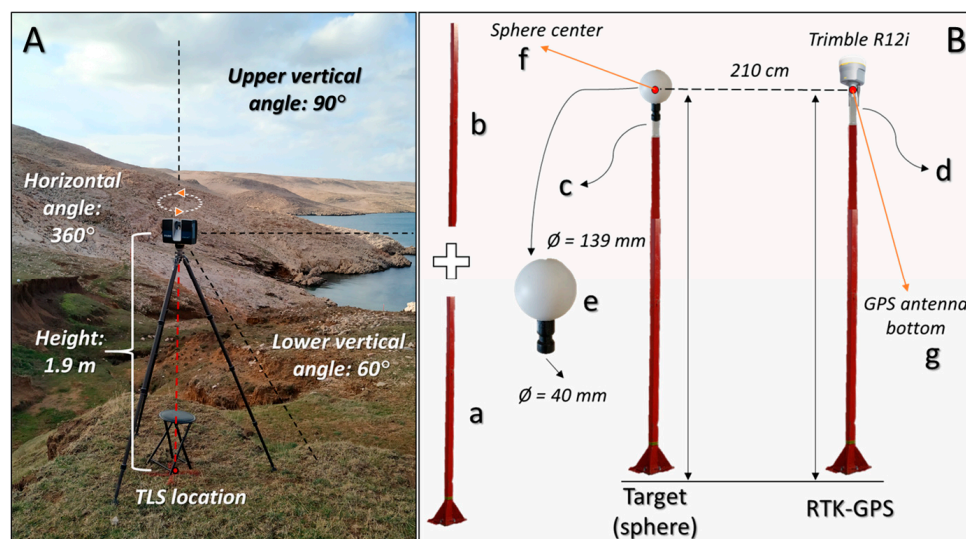 A
Upper vertical
angle: 90°
Horizontal
angle:
360°
Height:
1.9 m
Lower vertical
angle: 60°
TLS location
B
Sphere center
f
Trimble R12i
210 cm
b
c
d
Ø = 139 mm
e
GPS antenna
bottom
g
a
Ø = 40 mm
Target
(sphere)
RTK-GPS